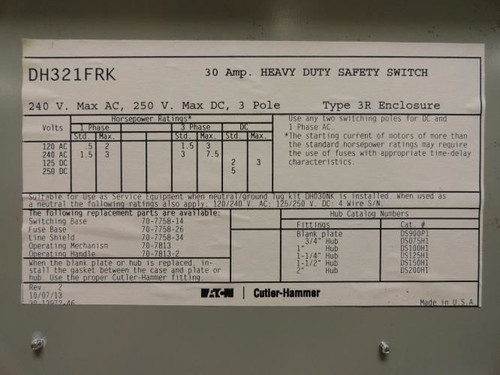 DH321FRK
30 Amp. HEAVY DUTY SAFETY SWITCH
240 V. Max AC, 250 V. Max DC, 3 Pole
Type 3R Enclosure
Horsepower Ratings*
Volts 1 Phase 3 Phase DC
Std. Max. Std. Max. Std. Max.
120 AC .5 2 1.5 3
240 AC 1.5 3 3 7.5
125 DC 2 3
250 DC 5
Use any two switching poles for DC and
1 Phase AC.
*The starting current of motors of more than
the standard horsepower ratings may require
the use of fuses with appropriate time-delay
characteristics.
Suitable for Use as Service Equipment when neutral/ground lug kit DH030NK is installed. When used as
a neutral the following ratings also apply. 120/240 V. AC; 125/250 V. DC: 4 Wire S/N.
The following replacement parts are available:
Switching Base 70-7758-14
Fuse Base 70-7758-26
Line Shield 70-7758-34
Operating Mechanism 70-7813
Operating Handle 70-7813-2
When the blank plate or hub is replaced, in-
stall the gasket between the case and plate or
hub. Use the proper Cutler-Hammer fitting.
Hub Catalog Numbers
Fittings Cat. #
Blank plate DS900P1
3/4" Hub DS075H1
1" Hub DS100H1
1-1/4" Hub DS125H1
1-1/2" Hub DS150H1
2" Hub DS200H1
Rev. 2
10/07/13
EATON Cutler-Hammer
Made in U.S.A